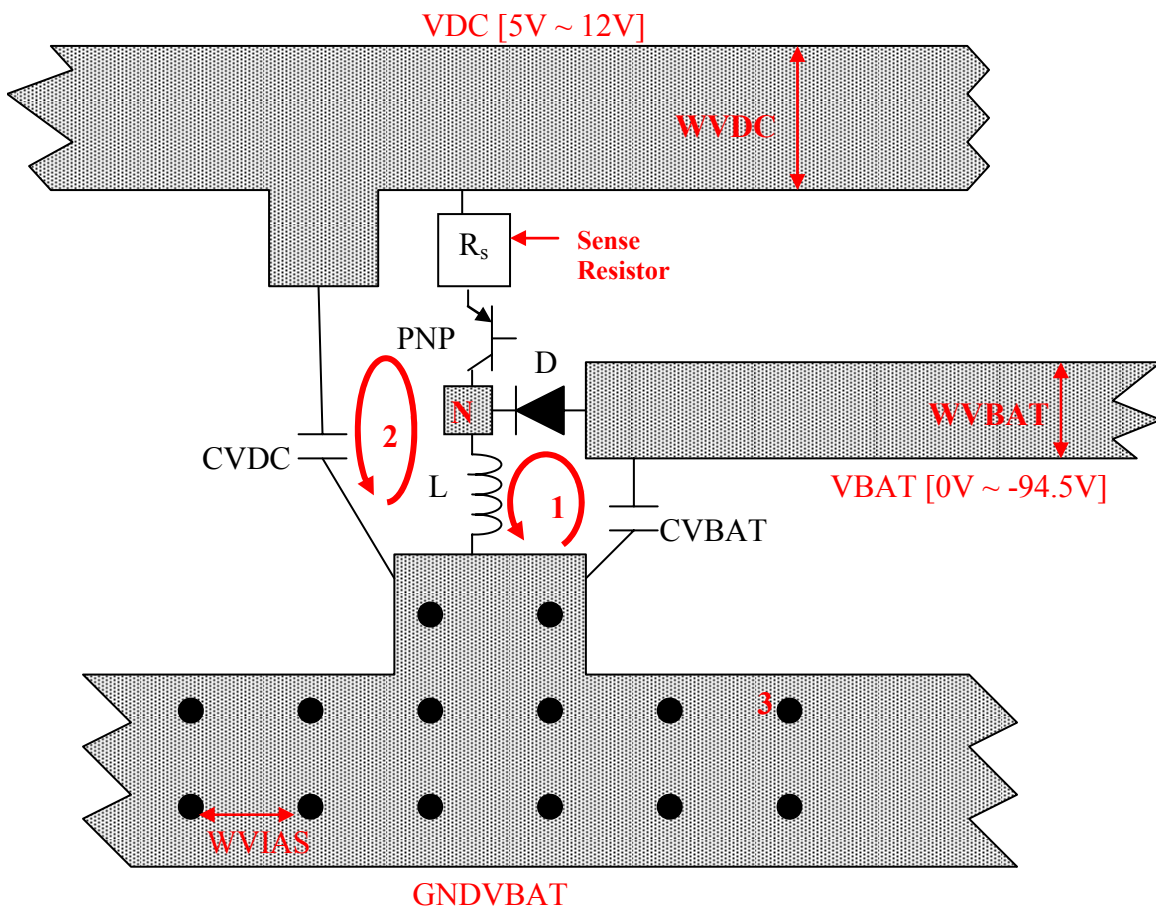 VDC [5V ~ 12V]
WVDC
Rs
Sense
Resistor
PNP
D
N
WVBAT
2
CVDC
L
1
VBAT [0V ~ -94.5V]
CVBAT
3
WVIAS
GNDVBAT